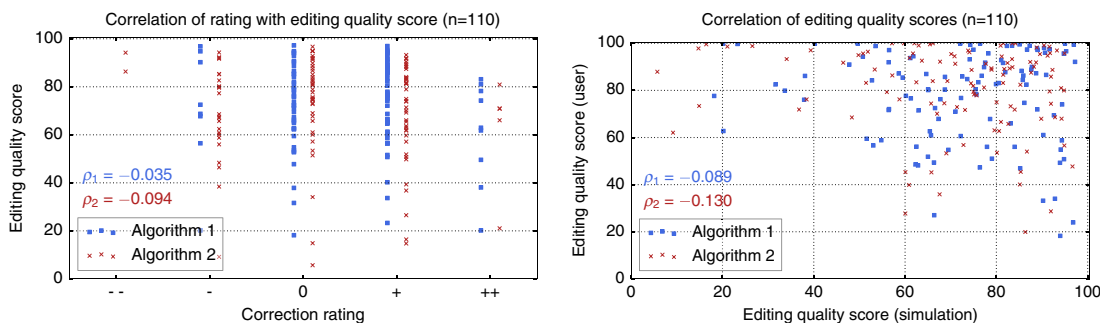 Correlation of rating with editing quality score (n=110)
Editing quality score
100
80
60
40
20
0
ρ1 = −0.035
ρ2 = −0.094
Algorithm 1
Algorithm 2
- - - 0 + ++
Correction rating
Correlation of editing quality scores (n=110)
Editing quality score (user)
100
80
60
40
20
0
ρ1 = −0.089
ρ2 = −0.130
Algorithm 1
Algorithm 2
0 20 40 60 80 100
Editing quality score (simulation)